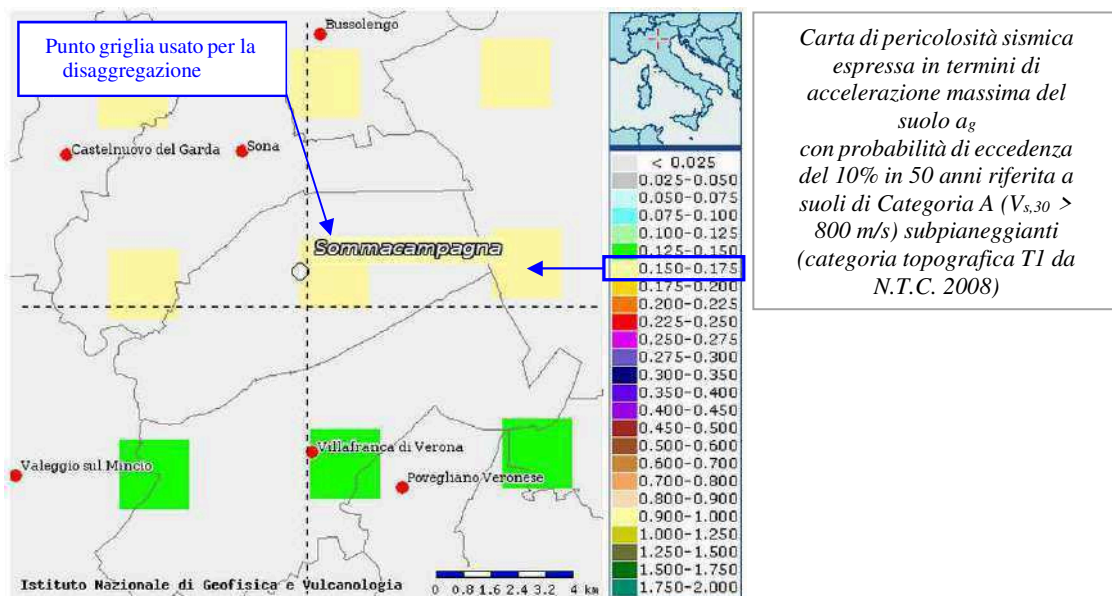 Punto griglia usato per la
disaggregazione
Bussolengo
Castelnuovo del Garda
Sona
Sommacampagna
Villafranca di Verona
Valeggio sul Mincio
Povegliano Veronese
Istituto Nazionale di Geofisica e Vulcanologia
0 0.8 1.6 2.4 3.2 4 km
< 0.025
0.025-0.050
0.050-0.075
0.075-0.100
0.100-0.125
0.125-0.150
0.150-0.175
0.175-0.200
0.200-0.225
0.225-0.250
0.250-0.275
0.275-0.300
0.300-0.350
0.350-0.400
0.400-0.450
0.450-0.500
0.500-0.600
0.600-0.700
0.700-0.800
0.800-0.900
0.900-1.000
1.000-1.250
1.250-1.500
1.500-1.750
1.750-2.000
Carta di pericolosità sismica
espressa in termini di
accelerazione massima del
suolo ag
con probabilità di eccedenza
del 10% in 50 anni riferita a
suoli di Categoria A (Vs,30 >
800 m/s) subpianeggianti
(categoria topografica T1 da
N.T.C. 2008)